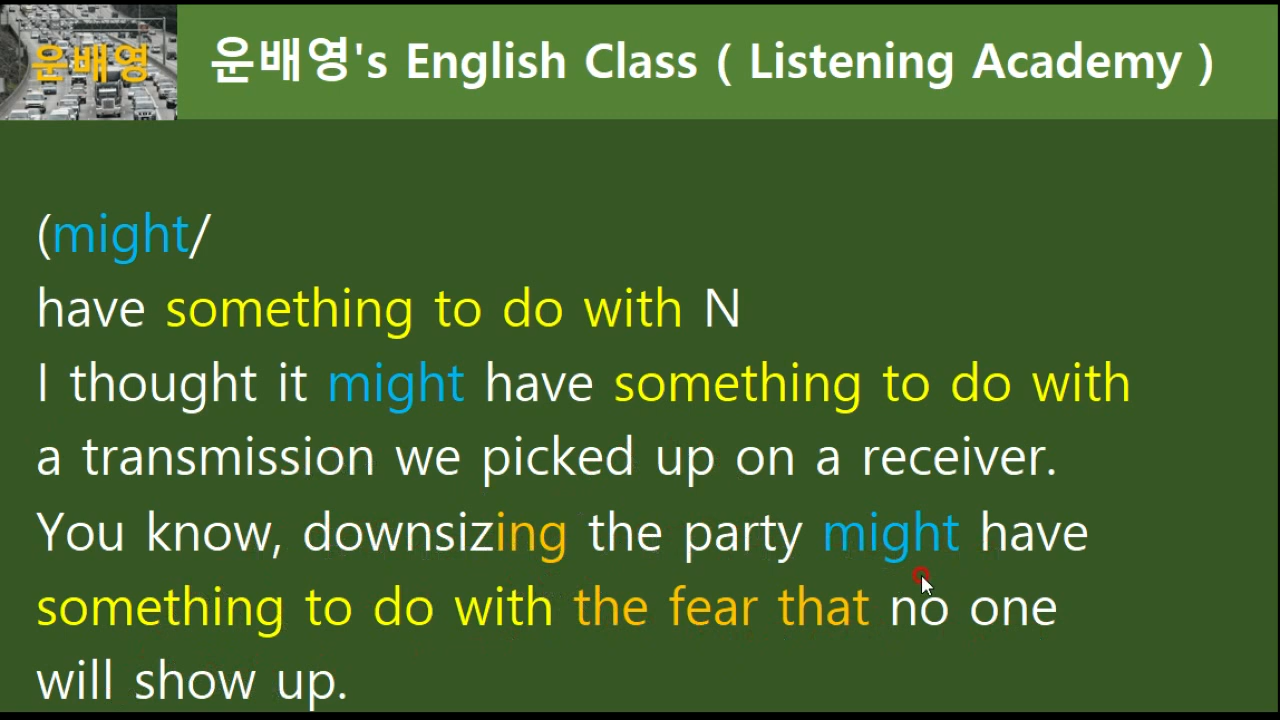 운배영
운배영's English Class ( Listening Academy )
(might/
have something to do with N
I thought it might have something to do with
a transmission we picked up on a receiver.
You know, downsizing the party might have
something to do with the fear that no one
will show up.